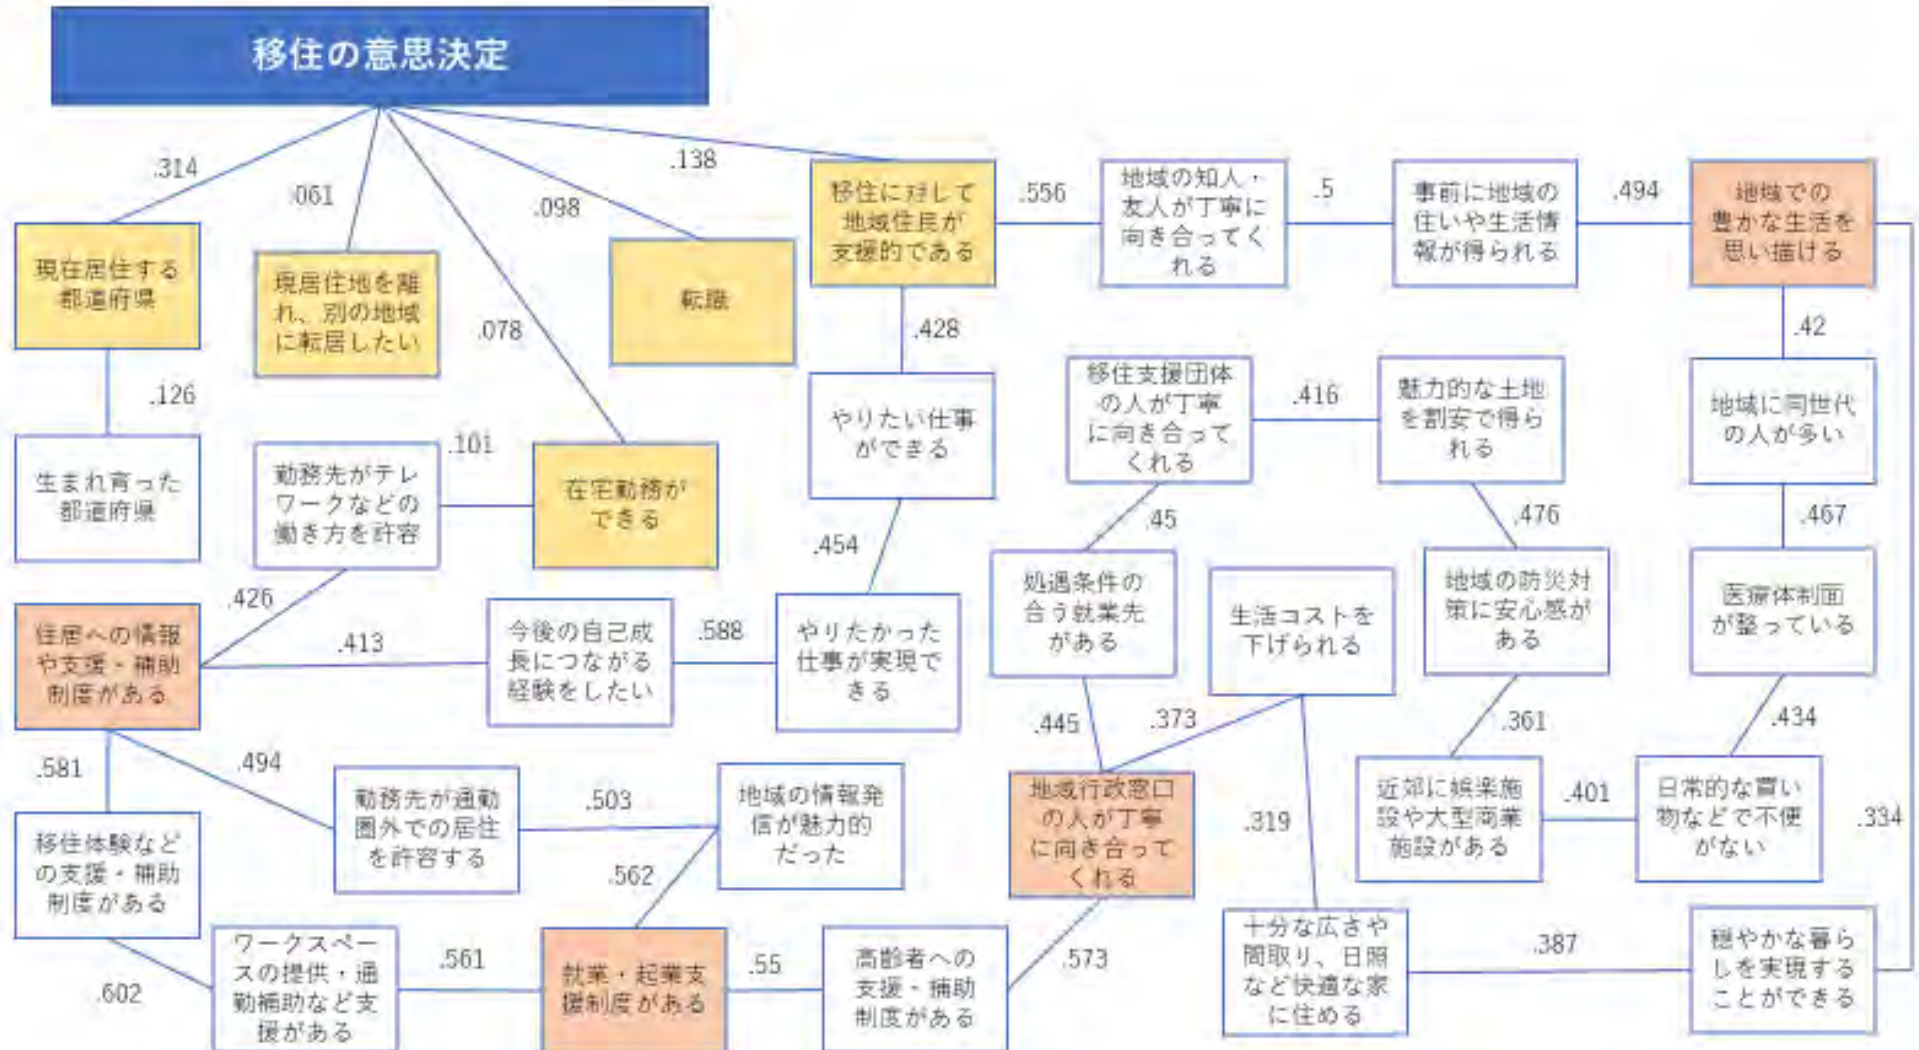 移住の意思決定
.314
.061
.078
.098
.138
現在居住する
都道府県
.126
生まれ育った
都道府県
現居住地を離
れ、別の地域
に転居したい
転職
移住に対して
地域住民が
支援的である
.556
地域の知人・
友人が丁寧に
向き合ってく
れる
.5
事前に地域の
住いや生活情
報が得られる
.494
地域での
豊かな生活を
思い描ける
.428
やりたい仕事
ができる
.454
.42
地域に同世代
の人が多い
.467
医療体制面
が整っている
.434
移住支援団体
の人が丁寧
に向き合って
くれる
.416
魅力的な土地
を割安で得ら
れる
.45
.476
勤務先がテレ
ワークなどの
働き方を許容
.101
在宅勤務が
できる
.426
住居への情報
や支援・補助
制度がある
.413
今後の自己成
長につながる
経験をしたい
.588
やりたかった
仕事が実現で
きる
処遇条件の
合う就業先
がある
.445
生活コストを
下げられる
.373
.319
地域の防災対
策に安心感が
ある
.361
.581
.494
勤務先が通勤
圏外での居住
を許容する
.503
地域の情報発
信が魅力的
だった
.562
地域行政窓口
の人が丁寧
に向き合って
くれる
近郊に娯楽施
設や大型商業
施設がある
.401
日常的な買い
物などで不便
がない
.334
移住体験など
の支援・補助
制度がある
.602
ワークスペー
スの提供・通
勤補助など支
援がある
.561
就業・起業支
援制度がある
.55
高齢者への
支援・補助
制度がある
.573
十分な広さや
間取り、日照
など快適な家
に住める
.387
穏やかな暮ら
しを実現する
ことができる